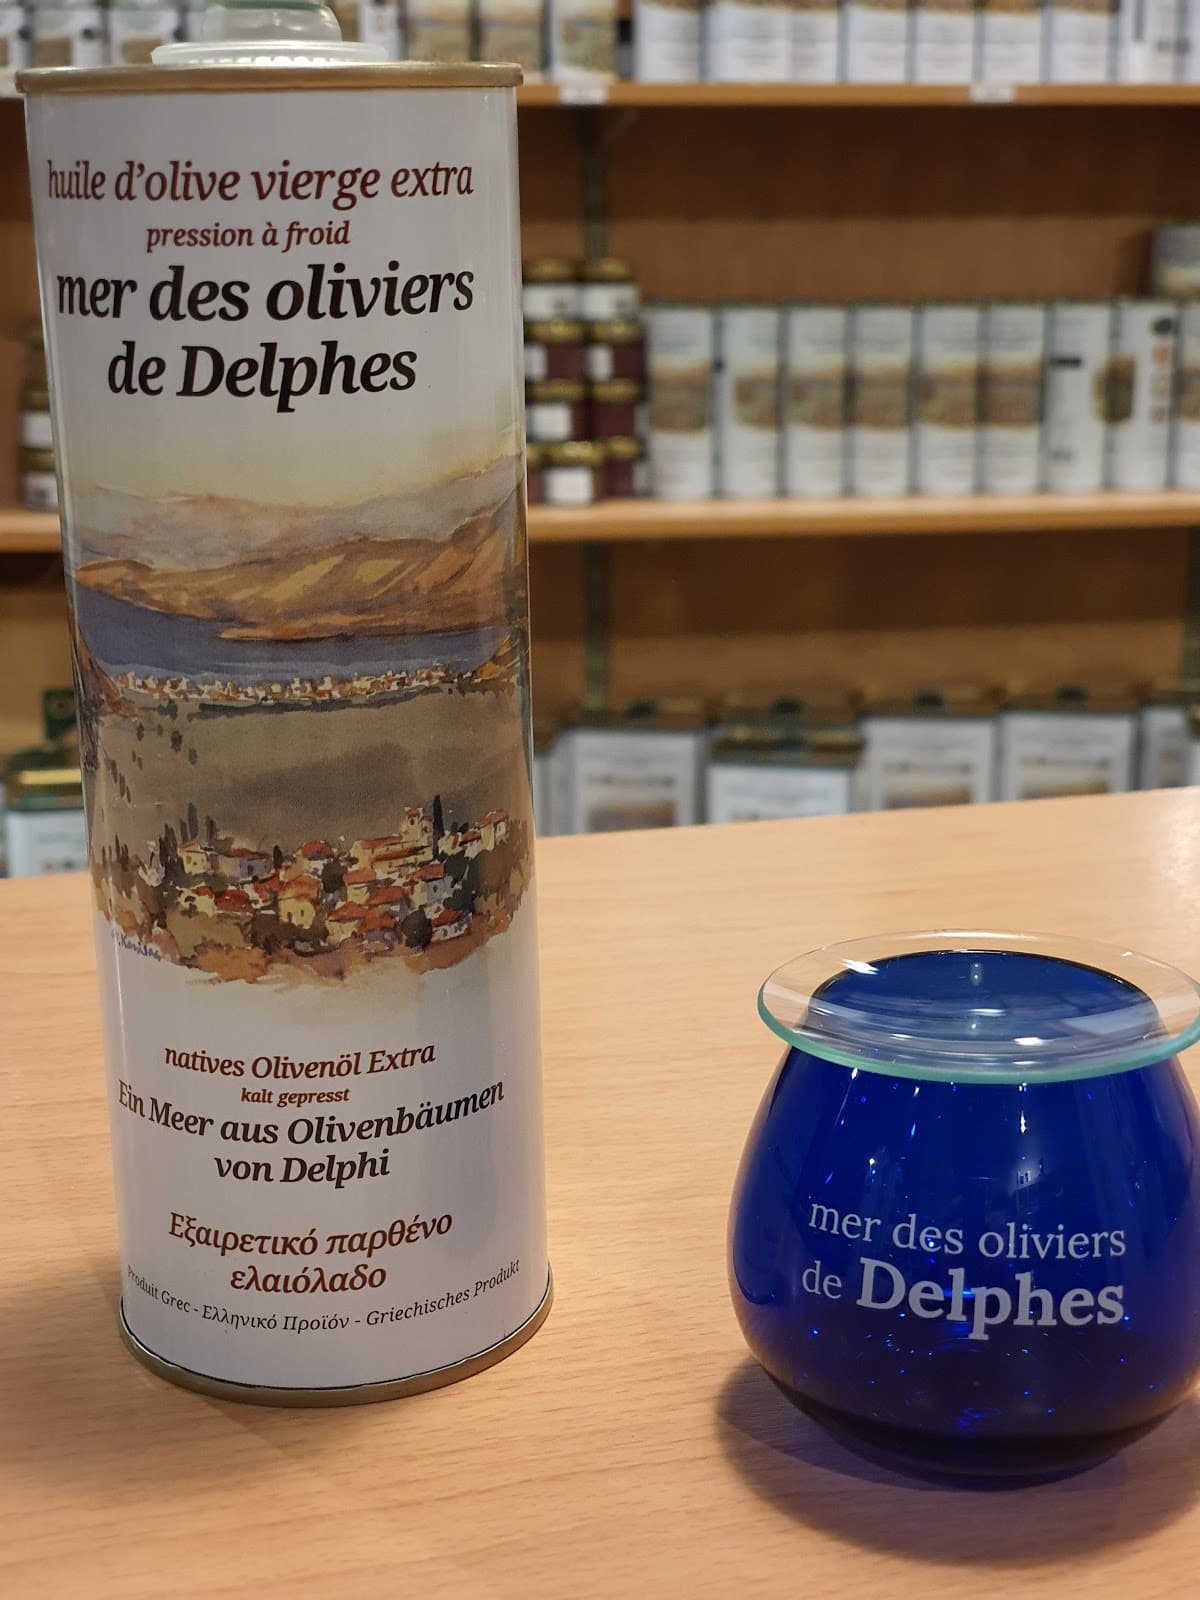 huile d'olive vierge extra
pression à froid
mer des oliviers
de Delphes
natives Olivenöl Extra
kalt gepresst
Ein Meer aus Olivenbäumen
von Delphi
Εξαιρετικό παρθένο
ελαιόλαδο
Produit Grec - Ελληνικό Προϊόν - Griechisches Produkt
mer des oliviers
de Delphes